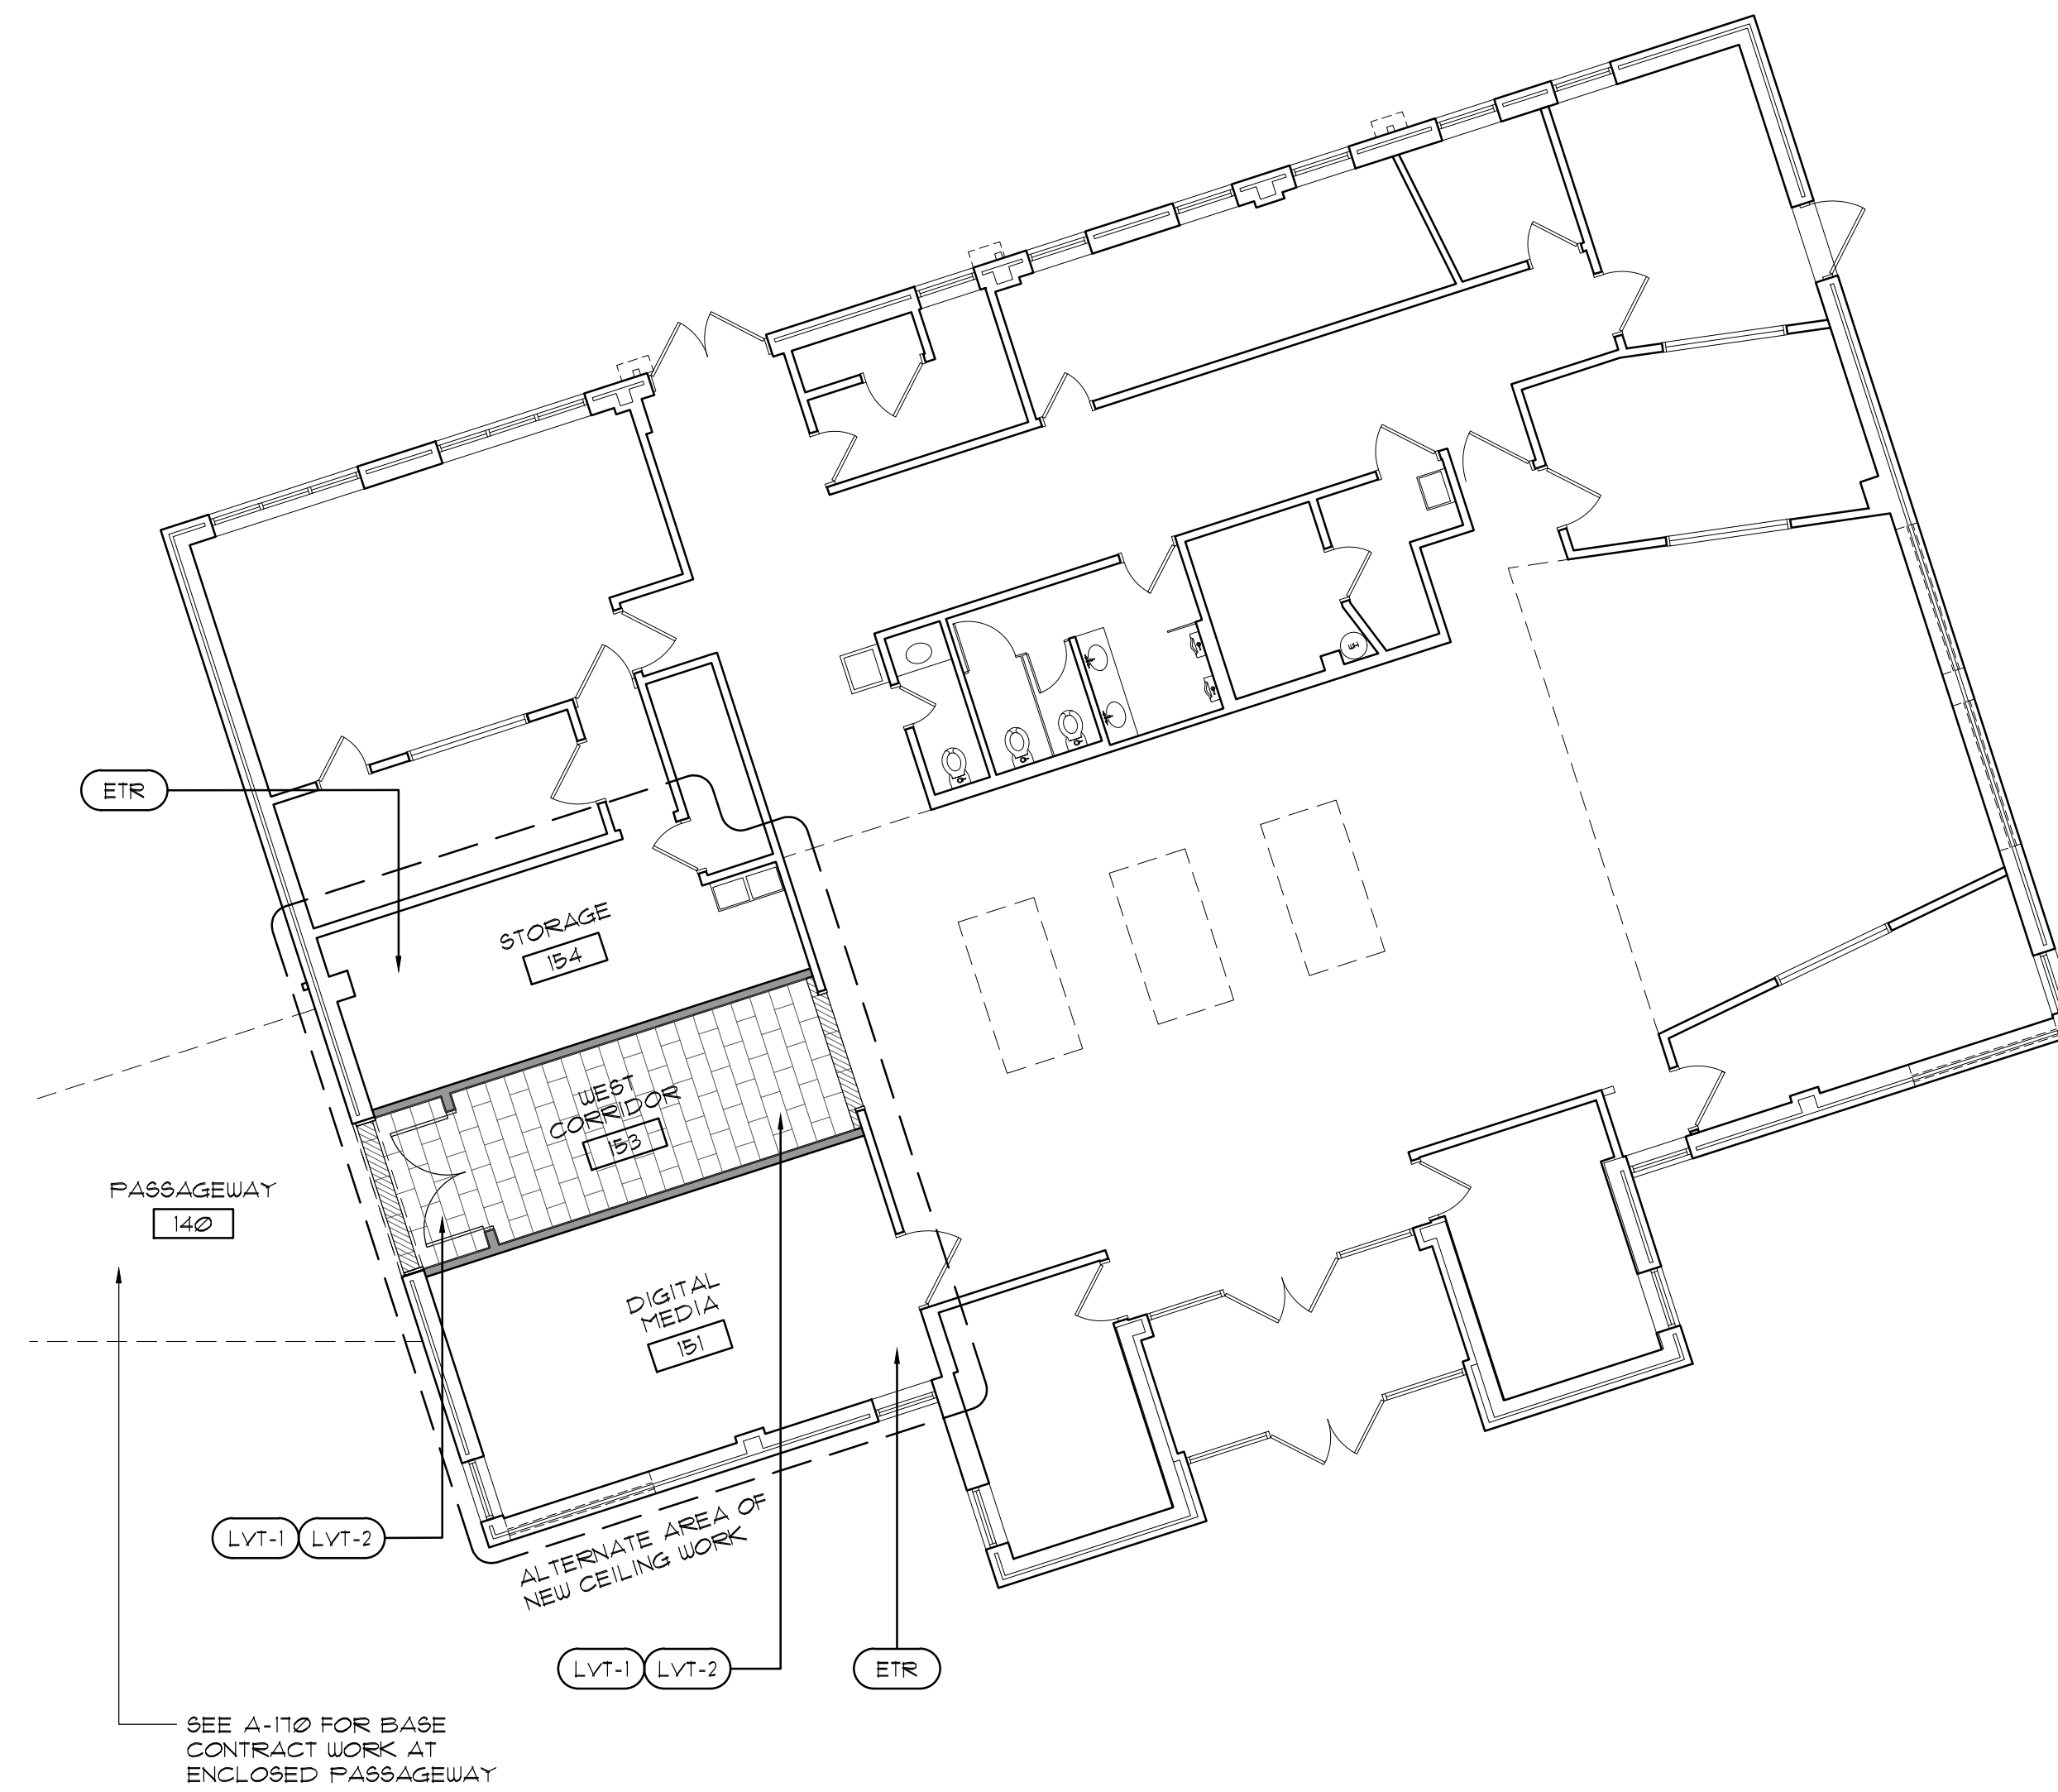 ETR
STORAGE
154
WEST
CORRIDOR
153
PASSAGEWAY
140
DIGITAL
MEDIA
151
LVT-1 LVT-2
ALTERNATE AREA OF
NEW CEILING WORK
LVT-1 LVT-2
ETR
SEE A-170 FOR BASE
CONTRACT WORK AT
ENCLOSED PASSAGEWAY
WH